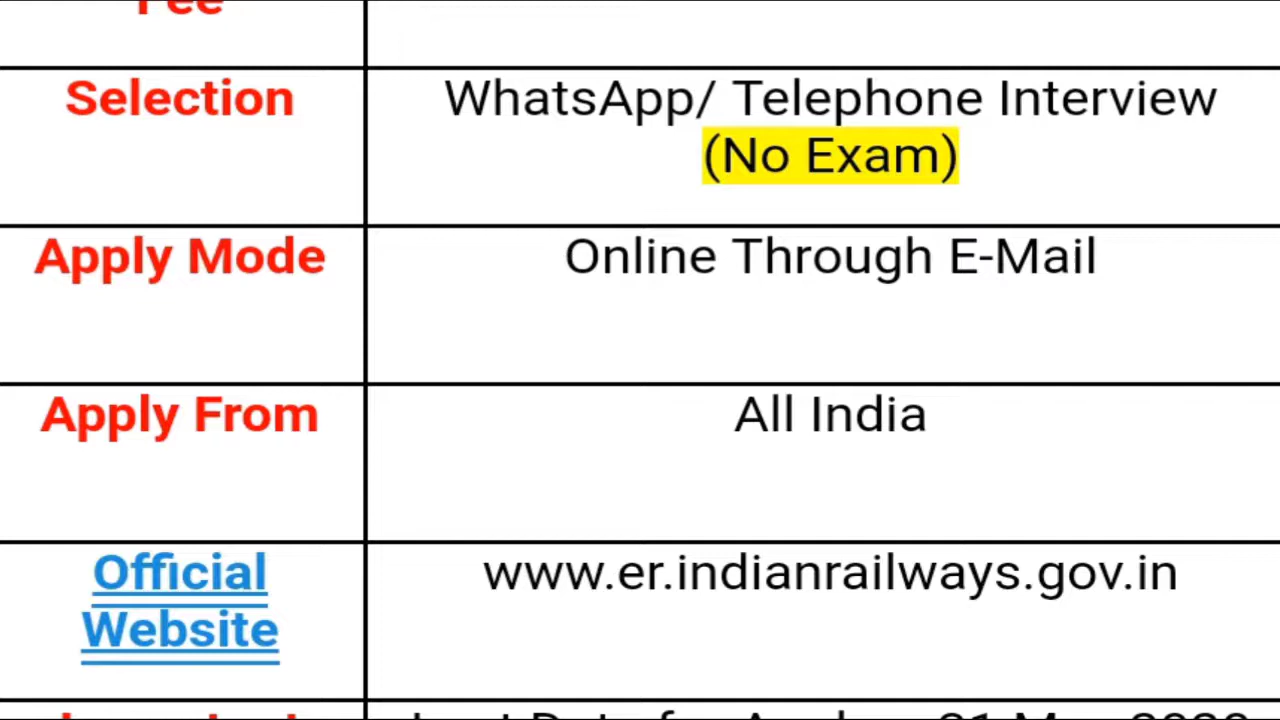 Fee
Selection
WhatsApp/ Telephone Interview
(No Exam)
Apply Mode
Online Through E-Mail
Apply From
All India
Official
Website
www.er.indianrailways.gov.in